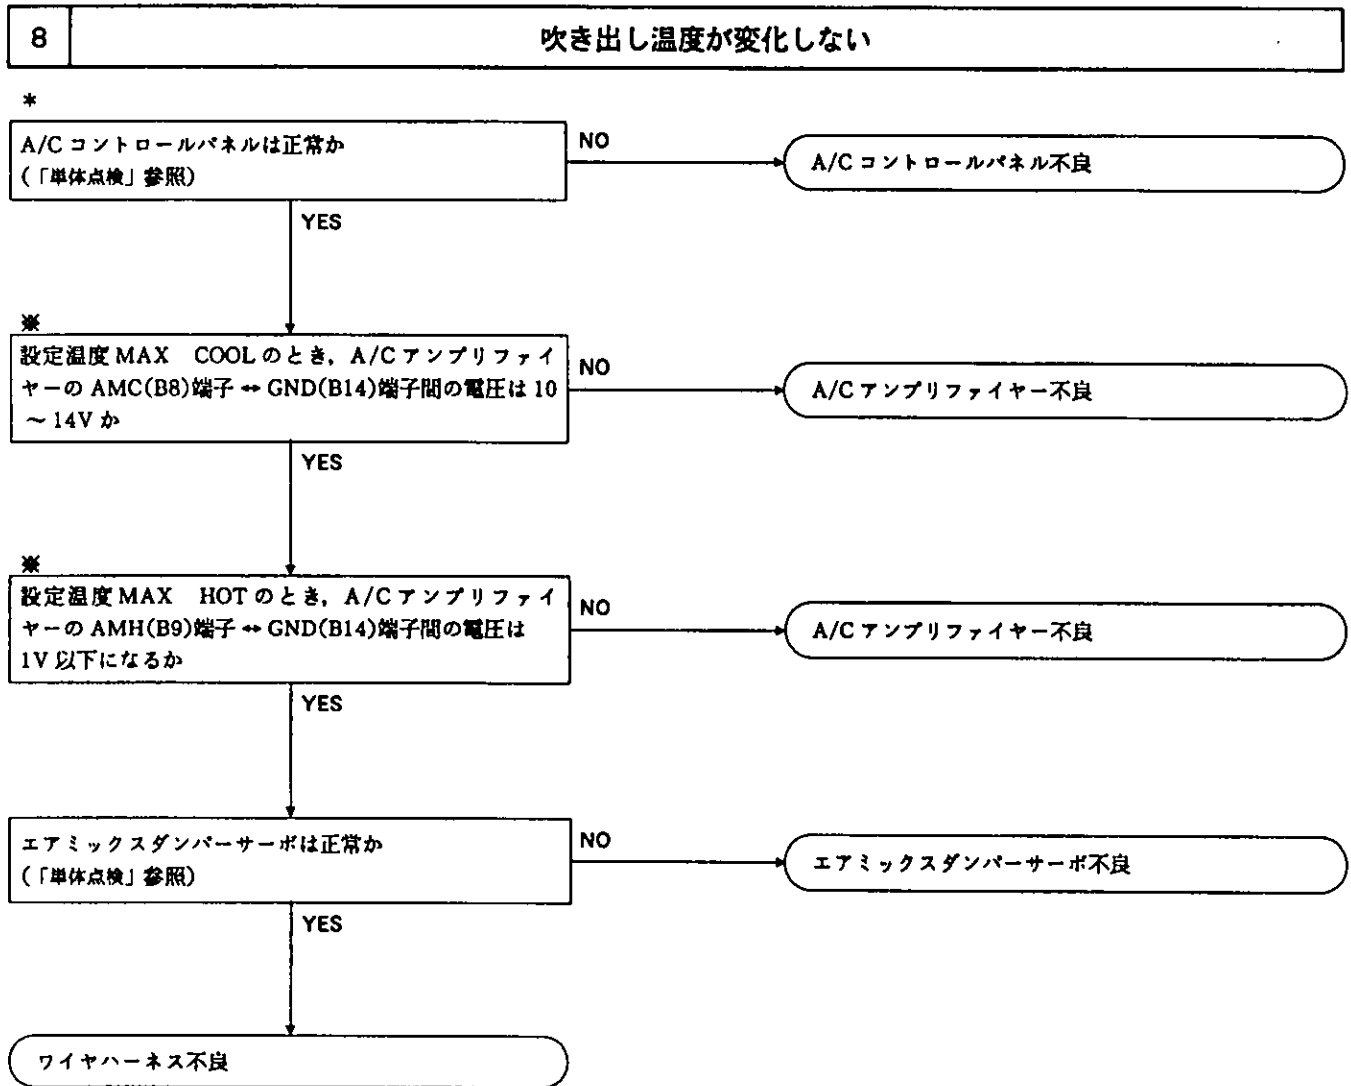 8 吹き出し温度が変化しない
*
A/C コントロールパネルは正常か
(「単体点検」参照)
NO
A/C コントロールパネル不良
YES
※
設定温度 MAX COOL のとき, A/C アンプリファイ
ヤーの AMC(B8)端子 ↔ GND(B14)端子間の電圧は 10
～ 14V か
NO
A/C アンプリファイヤー不良
YES
※
設定温度 MAX HOT のとき, A/C アンプリファイ
ヤーの AMH(B9)端子 ↔ GND(B14)端子間の電圧は
1V 以下になるか
NO
A/C アンプリファイヤー不良
YES
エアミックスダンパーサーボは正常か
(「単体点検」参照)
NO
エアミックスダンパーサーボ不良
YES
ワイヤハーネス不良